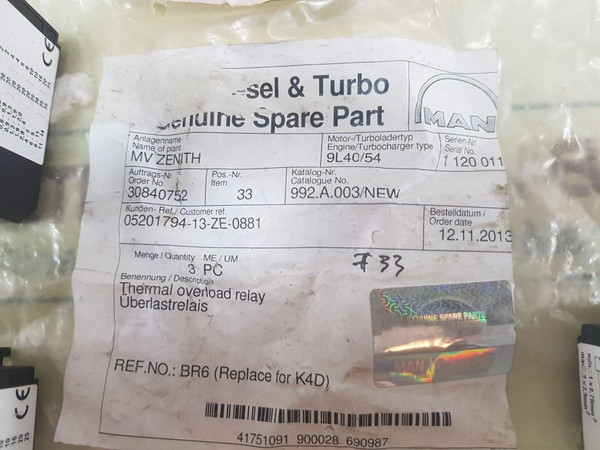 & Turbo
Genuine Spare Part
MAN
Anlagenname
Name of plant
MV ZENITH
Motor-/Turboladertyp
Engine/Turbocharger type
9L40/54
Serien-Nr.
Serial No.
1 120 011
Auftrags-Nr.
Order No.
30840752
Pos.-Nr.
Item
33
Katalog-Nr.
Catalogue No.
992.A.003/NEW
Kunden- Ref./ Customer ref.
05201794-13-ZE-0881
Bestelldatum /
Order date
12.11.2013
Menge / Quantity ME / UM
3 PC
#33
Benennung / Description
Thermal overload relay
Überlastrelais
GENUINE SPARE PARTS
REF.NO.: BR6 (Replace for K4D)
41751091 900028 690987
CE
CE